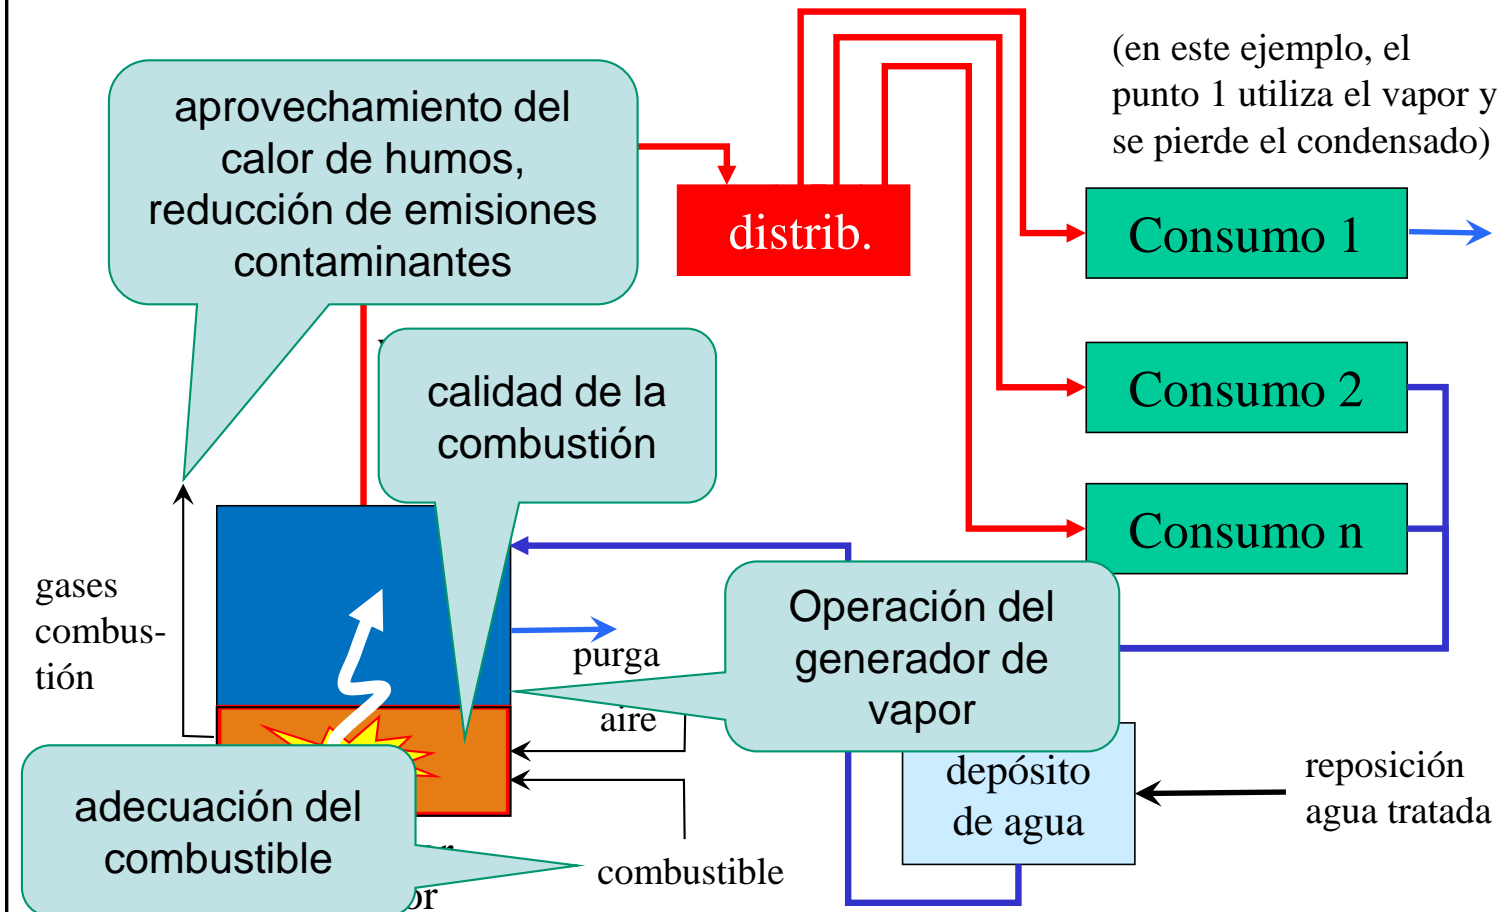 aprovechamiento del
calor de humos,
reducción de emisiones
contaminantes
distrib.
(en este ejemplo, el
punto 1 utiliza el vapor y
se pierde el condensado)
Consumo 1
calidad de la
combustión
Consumo 2
Consumo n
gases
combus-
tión
purga
aire
Operación del
generador de
vapor
depósito
de agua
reposición
agua tratada
adecuación del
combustible
combustible